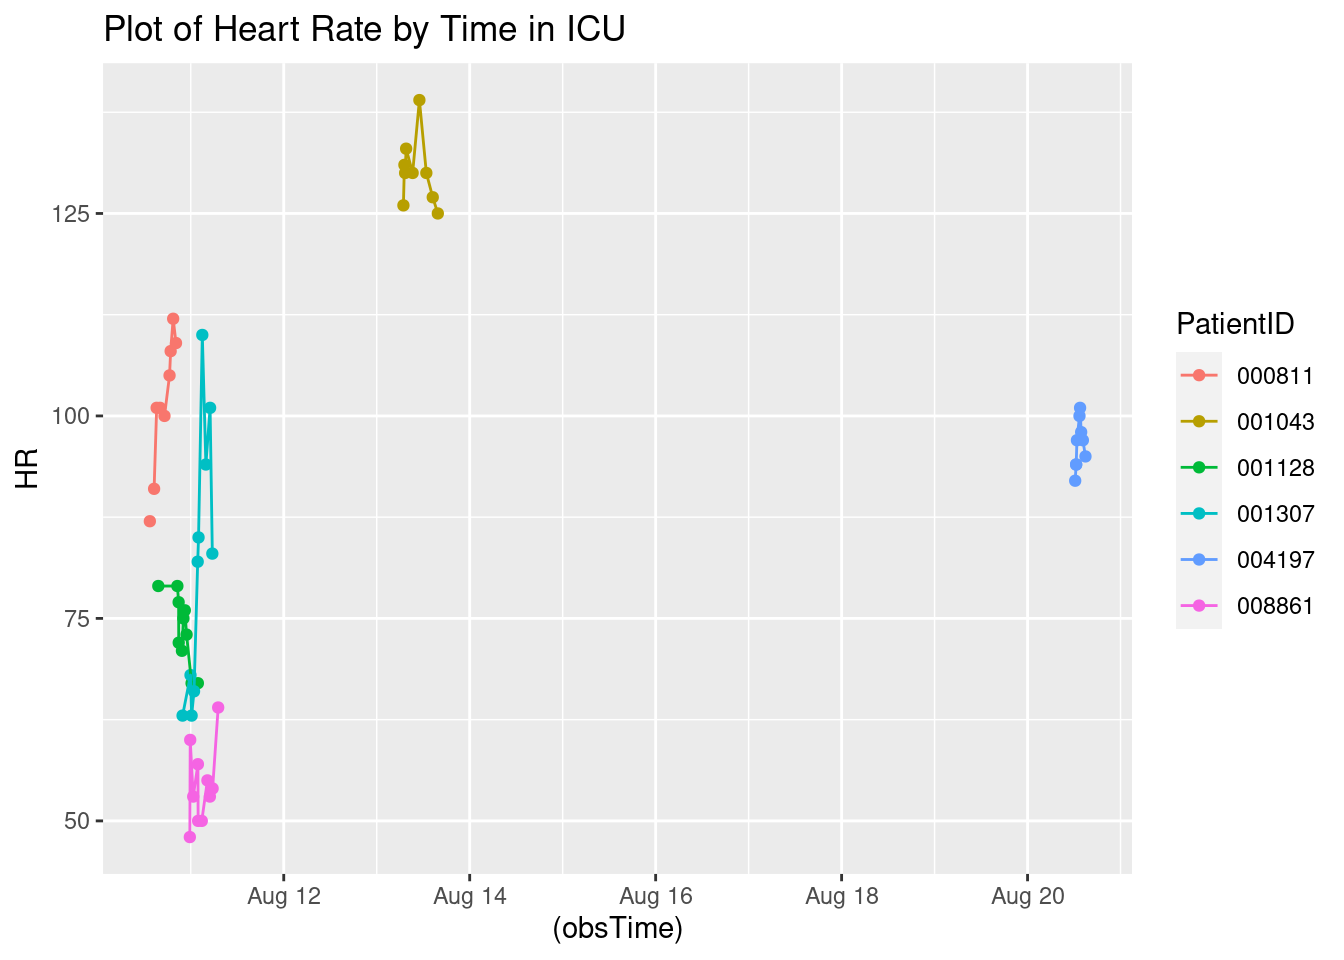 Plot of Heart Rate by Time in ICU
HR
125
100
75
50
Aug 12
Aug 14
Aug 16
Aug 18
Aug 20
(obsTime)
PatientID
000811
001043
001128
001307
004197
008861